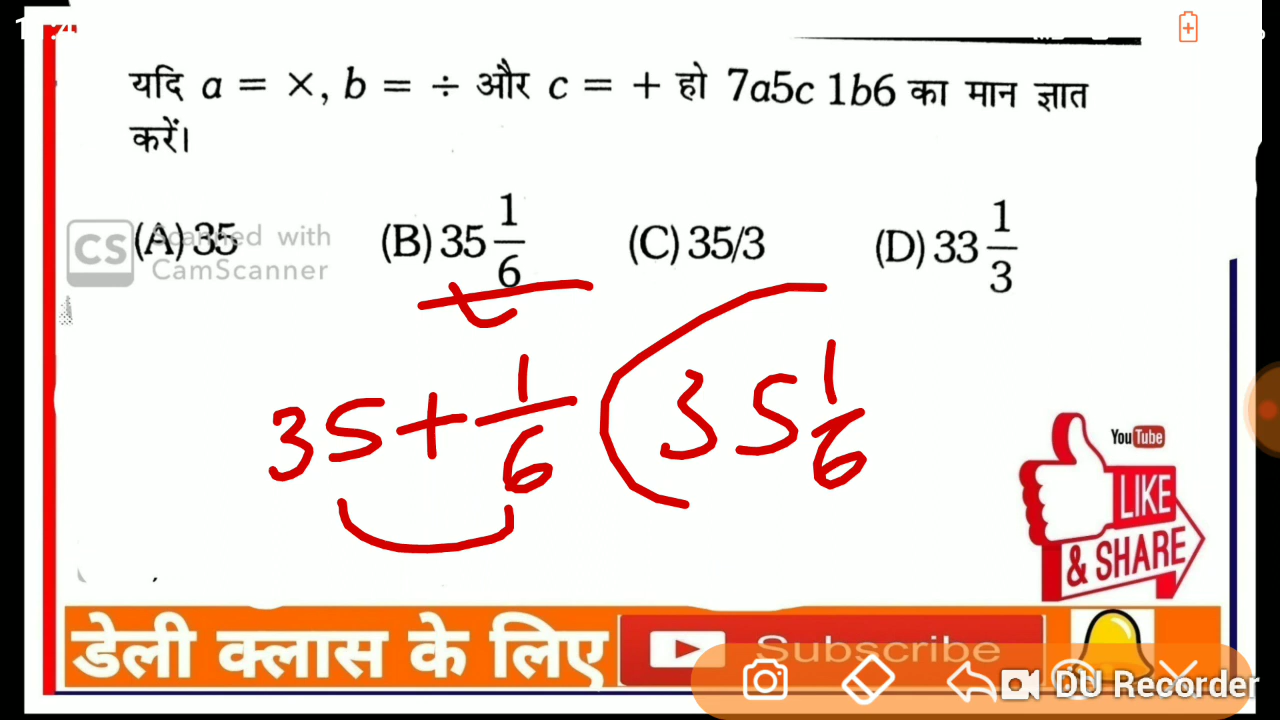 यदि a = ×, b = ÷ और c = + हो 7a5c 1b6 का मान ज्ञात
करें।
(A) 35 (B) 35 1/6 (C) 35/3 (D) 33 1/3
CS Scanned with
CamScanner
35 + 1/6 ( 35 1/6
YouTube
LIKE
& SHARE
डेली क्लास के लिए Subscribe
DU Recorder